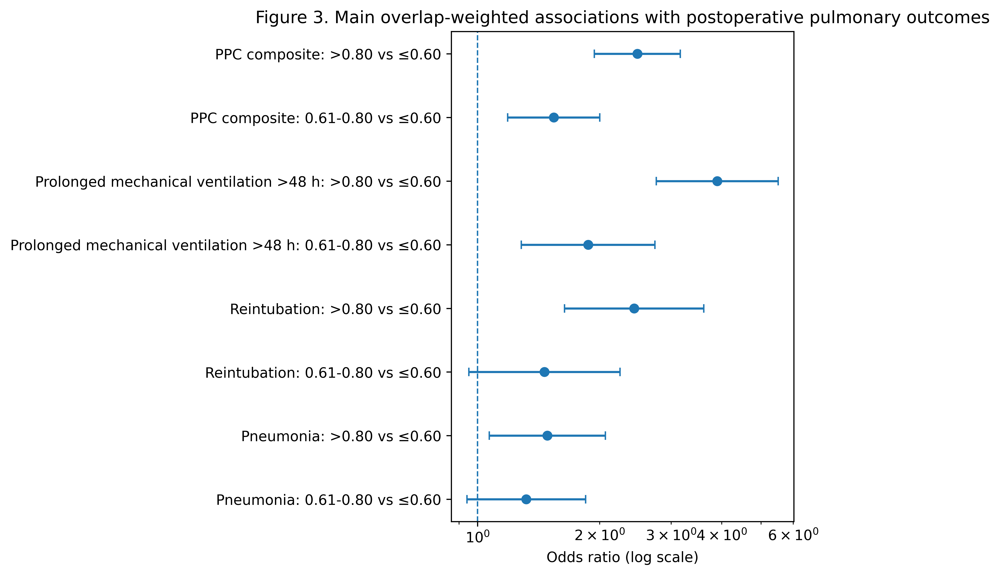 Figure 3. Main overlap-weighted associations with postoperative pulmonary outcomes
PPC composite: >0.80 vs ≤0.60
PPC composite: 0.61-0.80 vs ≤0.60
Prolonged mechanical ventilation >48 h: >0.80 vs ≤0.60
Prolonged mechanical ventilation >48 h: 0.61-0.80 vs ≤0.60
Reintubation: >0.80 vs ≤0.60
Reintubation: 0.61-0.80 vs ≤0.60
Pneumonia: >0.80 vs ≤0.60
Pneumonia: 0.61-0.80 vs ≤0.60
10⁰ 2 × 10⁰ 3 × 10⁰ 4 × 10⁰ 6 × 10⁰
Odds ratio (log scale)